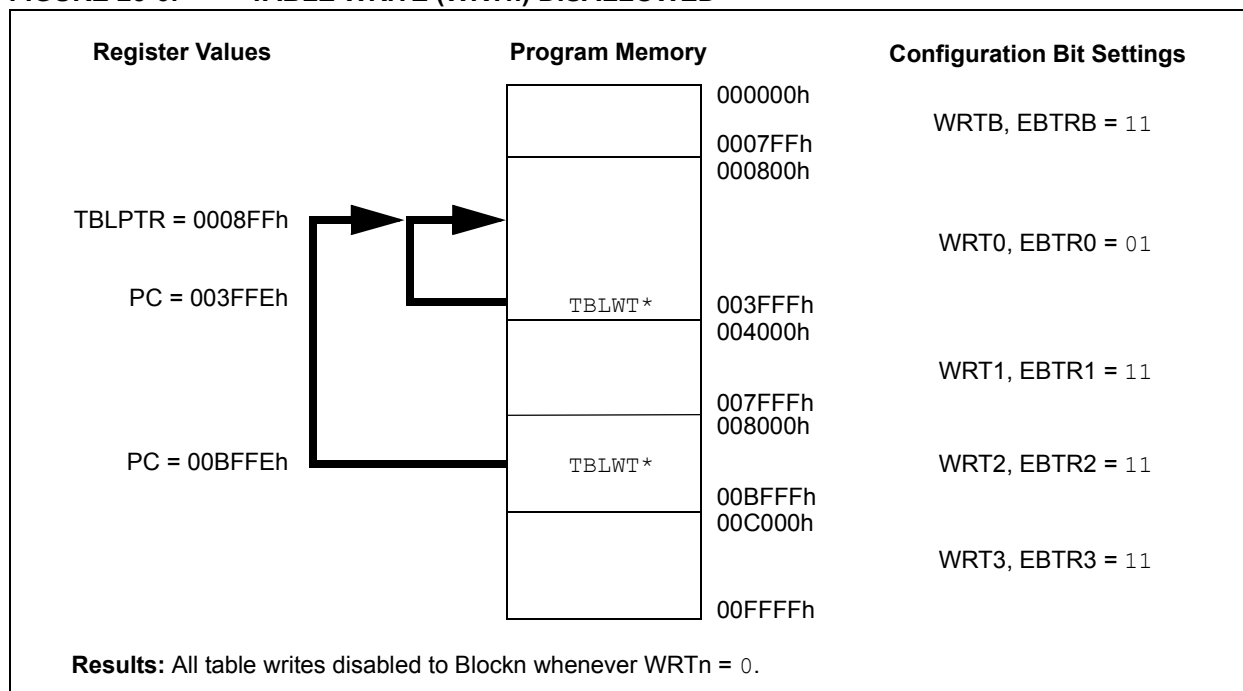 Register Values Program Memory Configuration Bit Settings
000000h
WRTB, EBTRB = 11
0007FFh
000800h
TBLPTR = 0008FFh
WRT0, EBTR0 = 01
PC = 003FFEh TBLWT* 003FFFh
004000h
WRT1, EBTR1 = 11
007FFFh
008000h
PC = 00BFFEh TBLWT* WRT2, EBTR2 = 11
00BFFFh
00C000h
WRT3, EBTR3 = 11
00FFFFh
Results: All table writes disabled to Blockn whenever WRTn = 0.